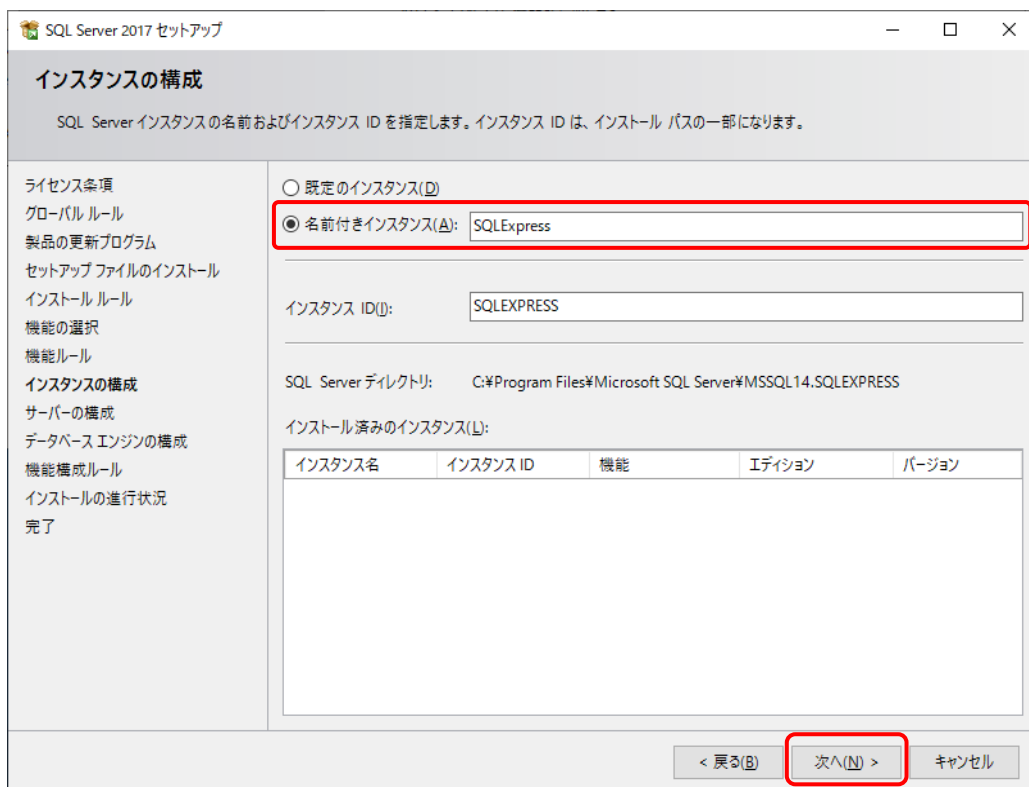 SQL Server 2017 セットアップ
インスタンスの構成
SQL Server インスタンスの名前およびインスタンス ID を指定します。インスタンス ID は、インストール パスの一部になります。
ライセンス条項
グローバル ルール
製品の更新プログラム
セットアップ ファイルのインストール
インストール ルール
機能の選択
機能ルール
インスタンスの構成
サーバーの構成
データベース エンジンの構成
機能構成ルール
インストールの進行状況
完了
既定のインスタンス(D)
名前付きインスタンス(A): SQLExpress
インスタンス ID(I): SQLEXPRESS
SQL Server ディレクトリ: C:¥Program Files¥Microsoft SQL Server¥MSSQL14.SQLEXPRESS
インストール済みのインスタンス(L):
インスタンス名 インスタンス ID 機能 エディション バージョン
< 戻る(B) 次へ(N) > キャンセル